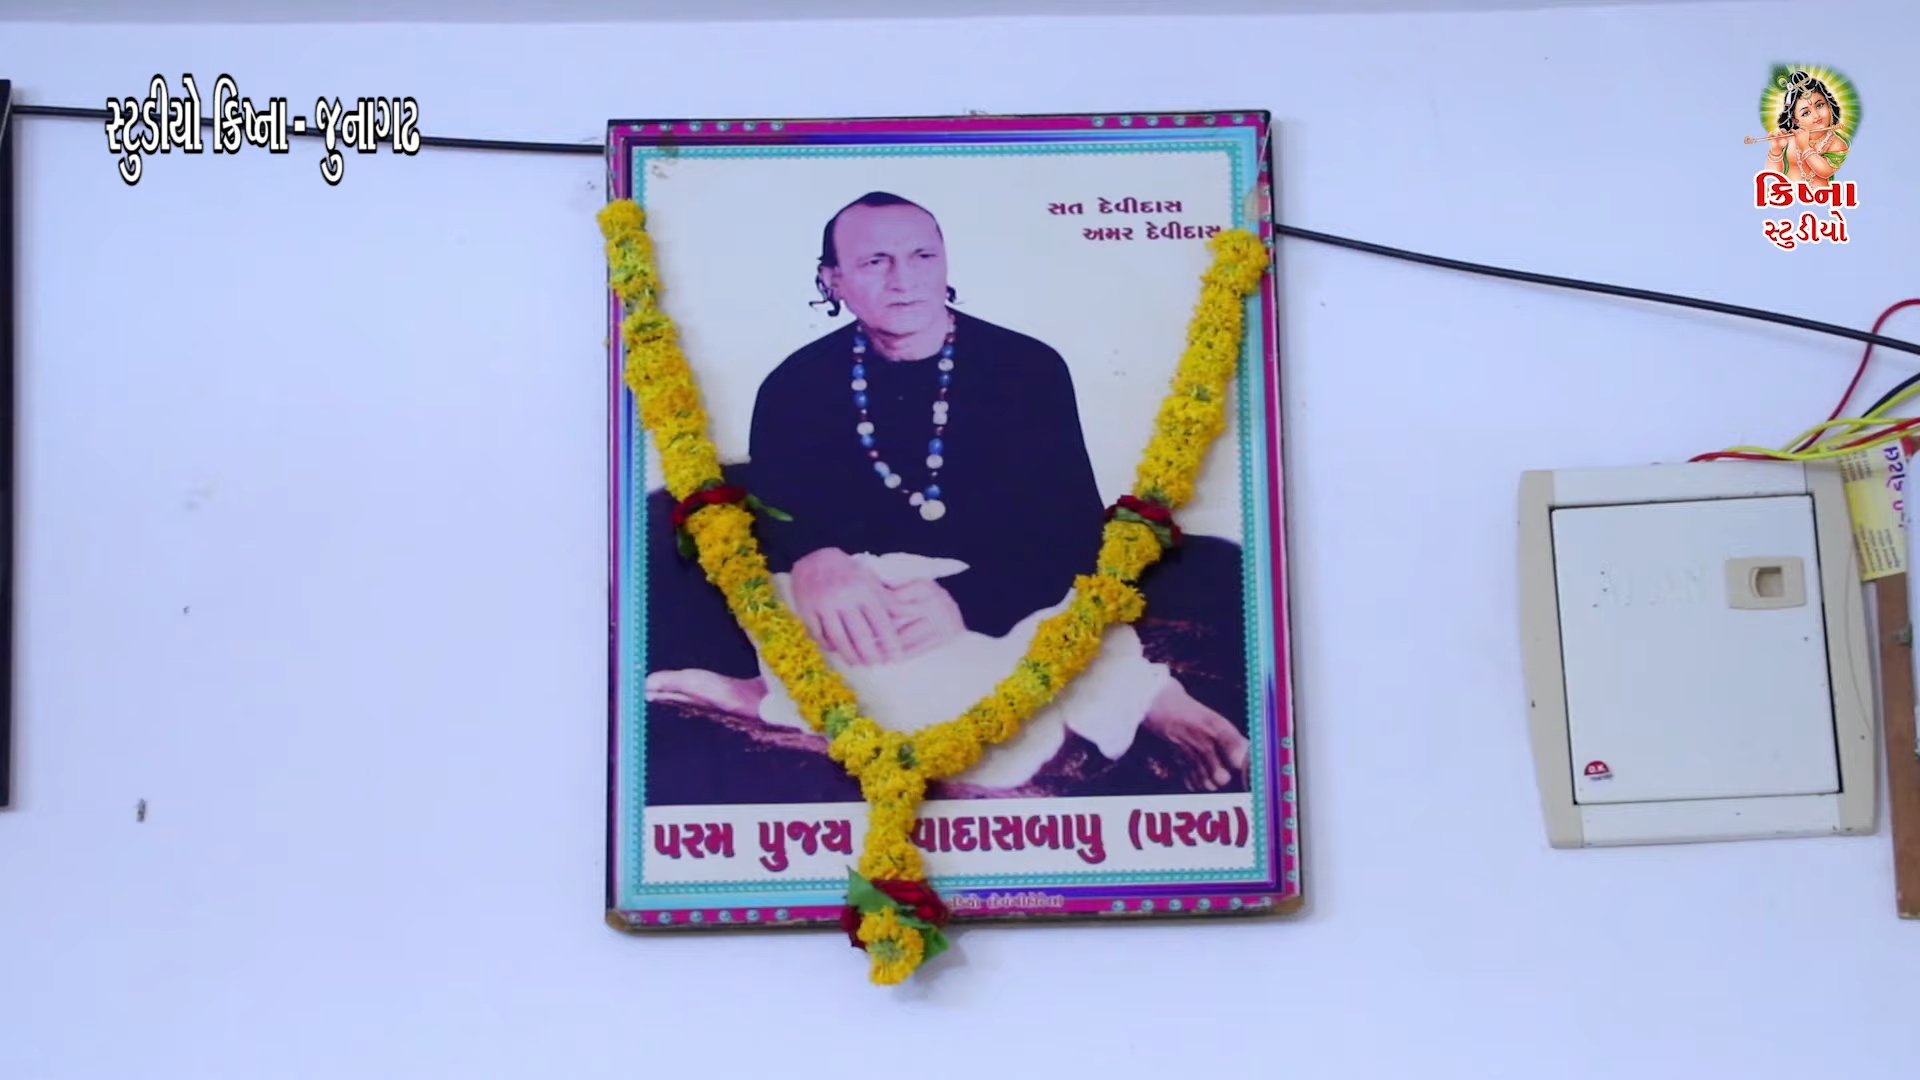 સ્ટુડીયો ક્રિષ્ના - જુનાગઢ
ક્રિષ્ના
સ્ટુડીયો
સત દેવીદાસ
અમર દેવીદાસ
પરમ પુજય વાદાસબાપુ (પરબ)
O.K.